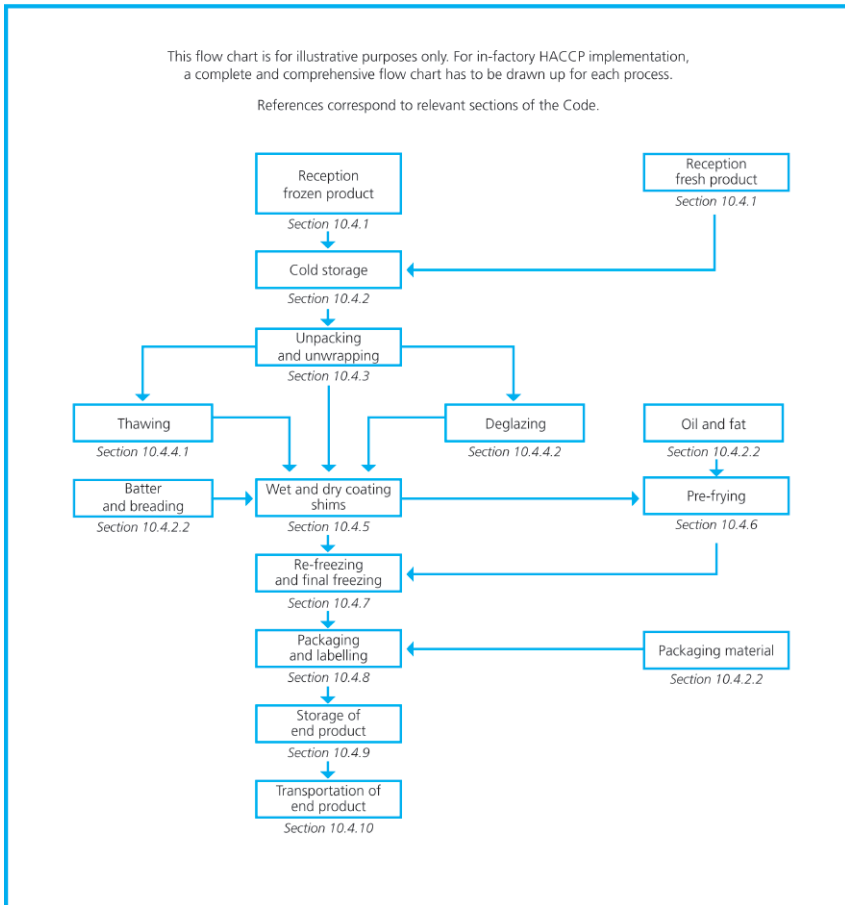 This flow chart is for illustrative purposes only. For in-factory HACCP implementation,
a complete and comprehensive flow chart has to be drawn up for each process.
References correspond to relevant sections of the Code.
Reception
frozen product
Section 10.4.1
Reception
fresh product
Section 10.4.1
Cold storage
Section 10.4.2
Unpacking
and unwrapping
Section 10.4.3
Thawing
Section 10.4.4.1
Deglazing
Section 10.4.4.2
Oil and fat
Section 10.4.2.2
Batter
and breading
Section 10.4.2.2
Wet and dry coating
shims
Section 10.4.5
Pre-frying
Section 10.4.6
Re-freezing
and final freezing
Section 10.4.7
Packaging
and labelling
Section 10.4.8
Packaging material
Section 10.4.2.2
Storage of
end product
Section 10.4.9
Transportation of
end product
Section 10.4.10